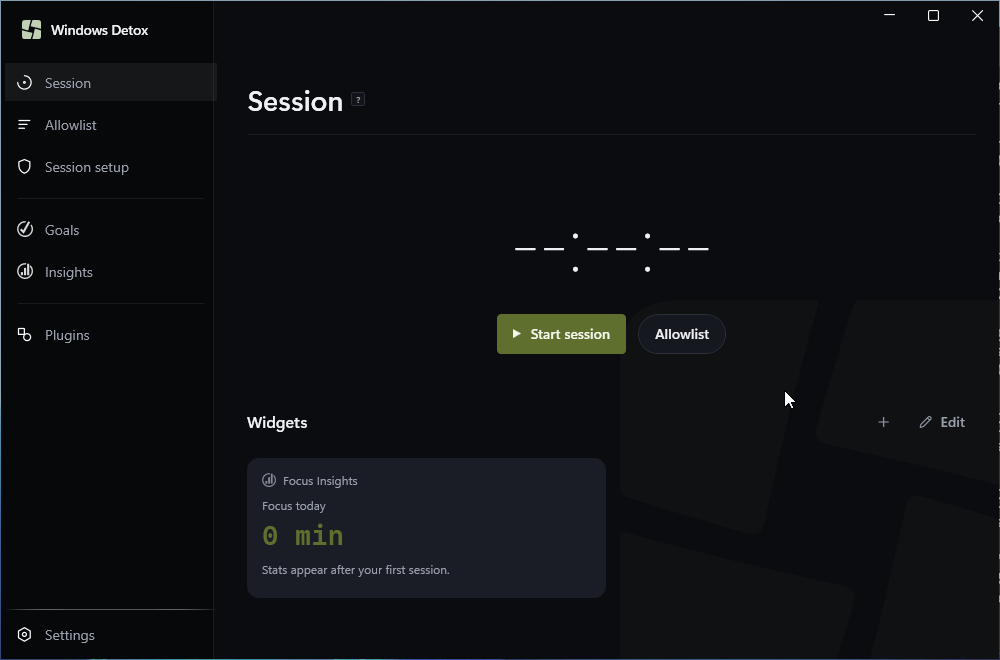 Windows Detox
Session
Allowlist
Session setup
Goals
Insights
Plugins
Settings
Session ?
– – : – – : – –
Start session
Allowlist
Widgets
+ Edit
Focus Insights
Focus today
0 min
Stats appear after your first session.